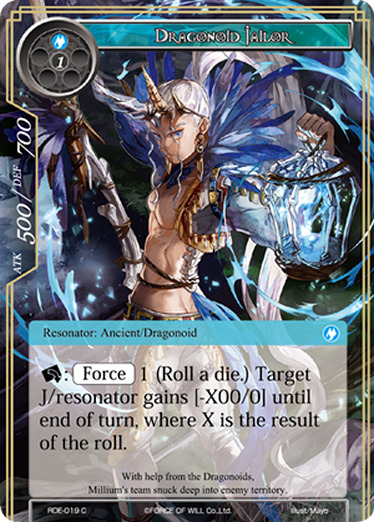 Dragonoid Jailor
1
ATK 500/DEF 700
Resonator: Ancient/Dragonoid
: Force 1 (Roll a die.) Target
J/resonator gains [-X00/0] until
end of turn, where X is the result
of the roll.
With help from the Dragonoids,
Millium's team snuck deep into enemy territory.
RDE-019 C ©FORCE OF WILL Co.,Ltd. Illust/Mayo